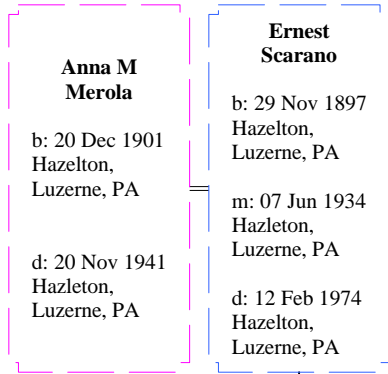 Anna M
Merola
b: 20 Dec 1901
Hazelton,
Luzerne, PA
d: 20 Nov 1941
Hazleton,
Luzerne, PA
Ernest
Scarano
b: 29 Nov 1897
Hazelton,
Luzerne, PA
m: 07 Jun 1934
Hazleton,
Luzerne, PA
d: 12 Feb 1974
Hazleton,
Luzerne, PA